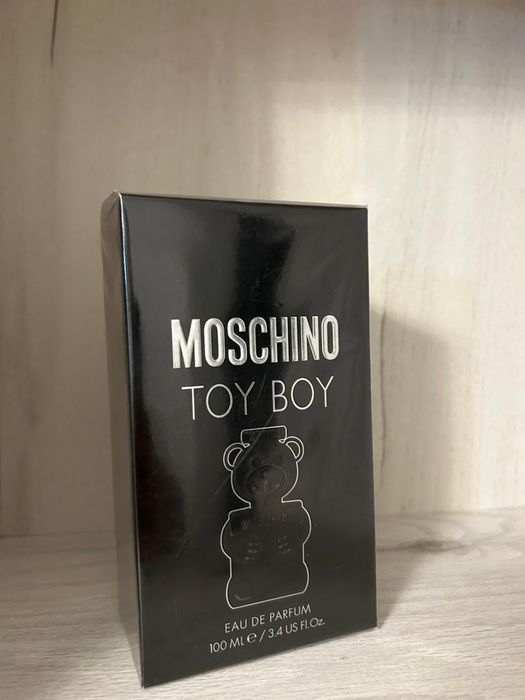 MOSCHINO
TOY BOY
EAU DE PARFUM
100 ML ℮ / 3.4 US Fl.Oz.